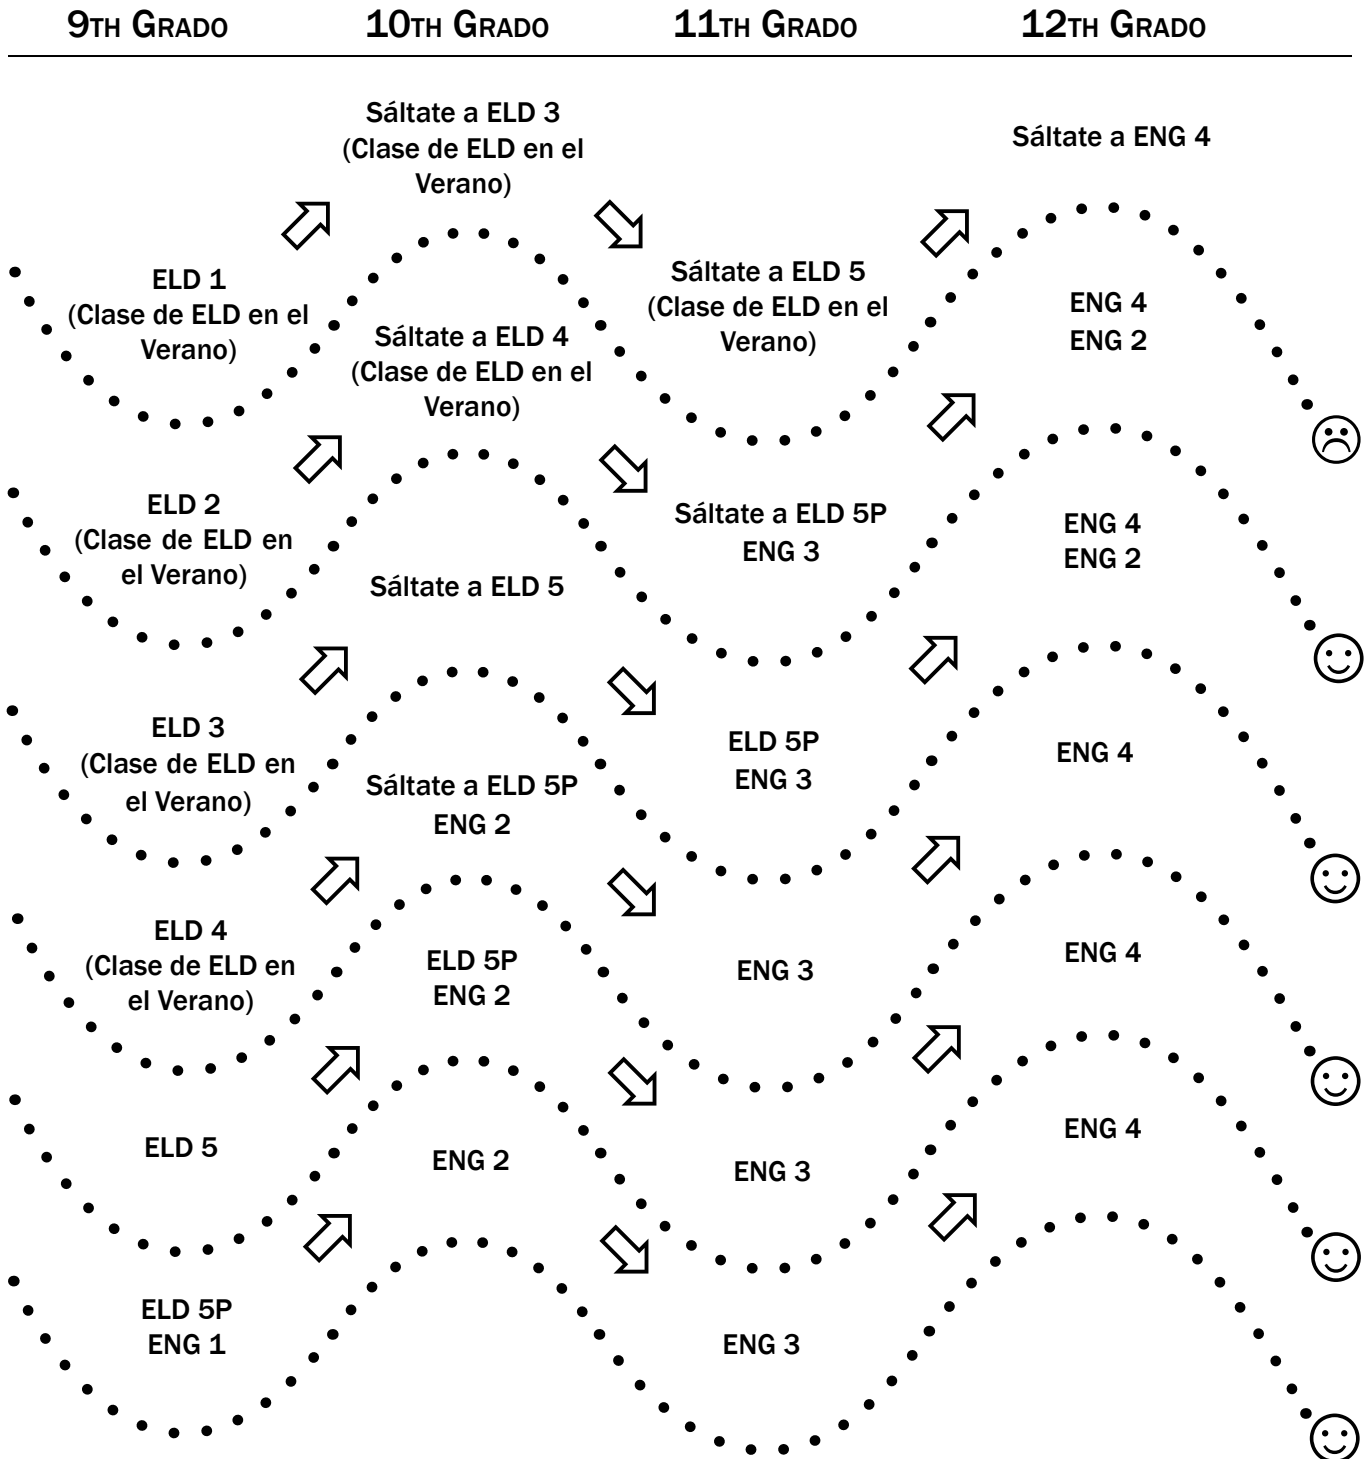 9TH GRADO
10TH GRADO
11TH GRADO
12TH GRADO
Sáltate a ELD 3
(Clase de ELD en el
Verano)
Sáltate a ENG 4
ELD 1
(Clase de ELD en el
Verano)
Sáltate a ELD 4
(Clase de ELD en el
Verano)
Sáltate a ELD 5
(Clase de ELD en el
Verano)
ENG 4
ENG 2
ELD 2
(Clase de ELD en
el Verano)
Sáltate a ELD 5
Sáltate a ELD 5P
ENG 3
ENG 4
ENG 2
ELD 3
(Clase de ELD en
el Verano)
Sáltate a ELD 5P
ENG 2
ELD 5P
ENG 3
ENG 4
ELD 4
(Clase de ELD en
el Verano)
ELD 5P
ENG 2
ENG 3
ENG 4
ELD 5
ENG 2
ENG 3
ENG 4
ELD 5P
ENG 1
ENG 3